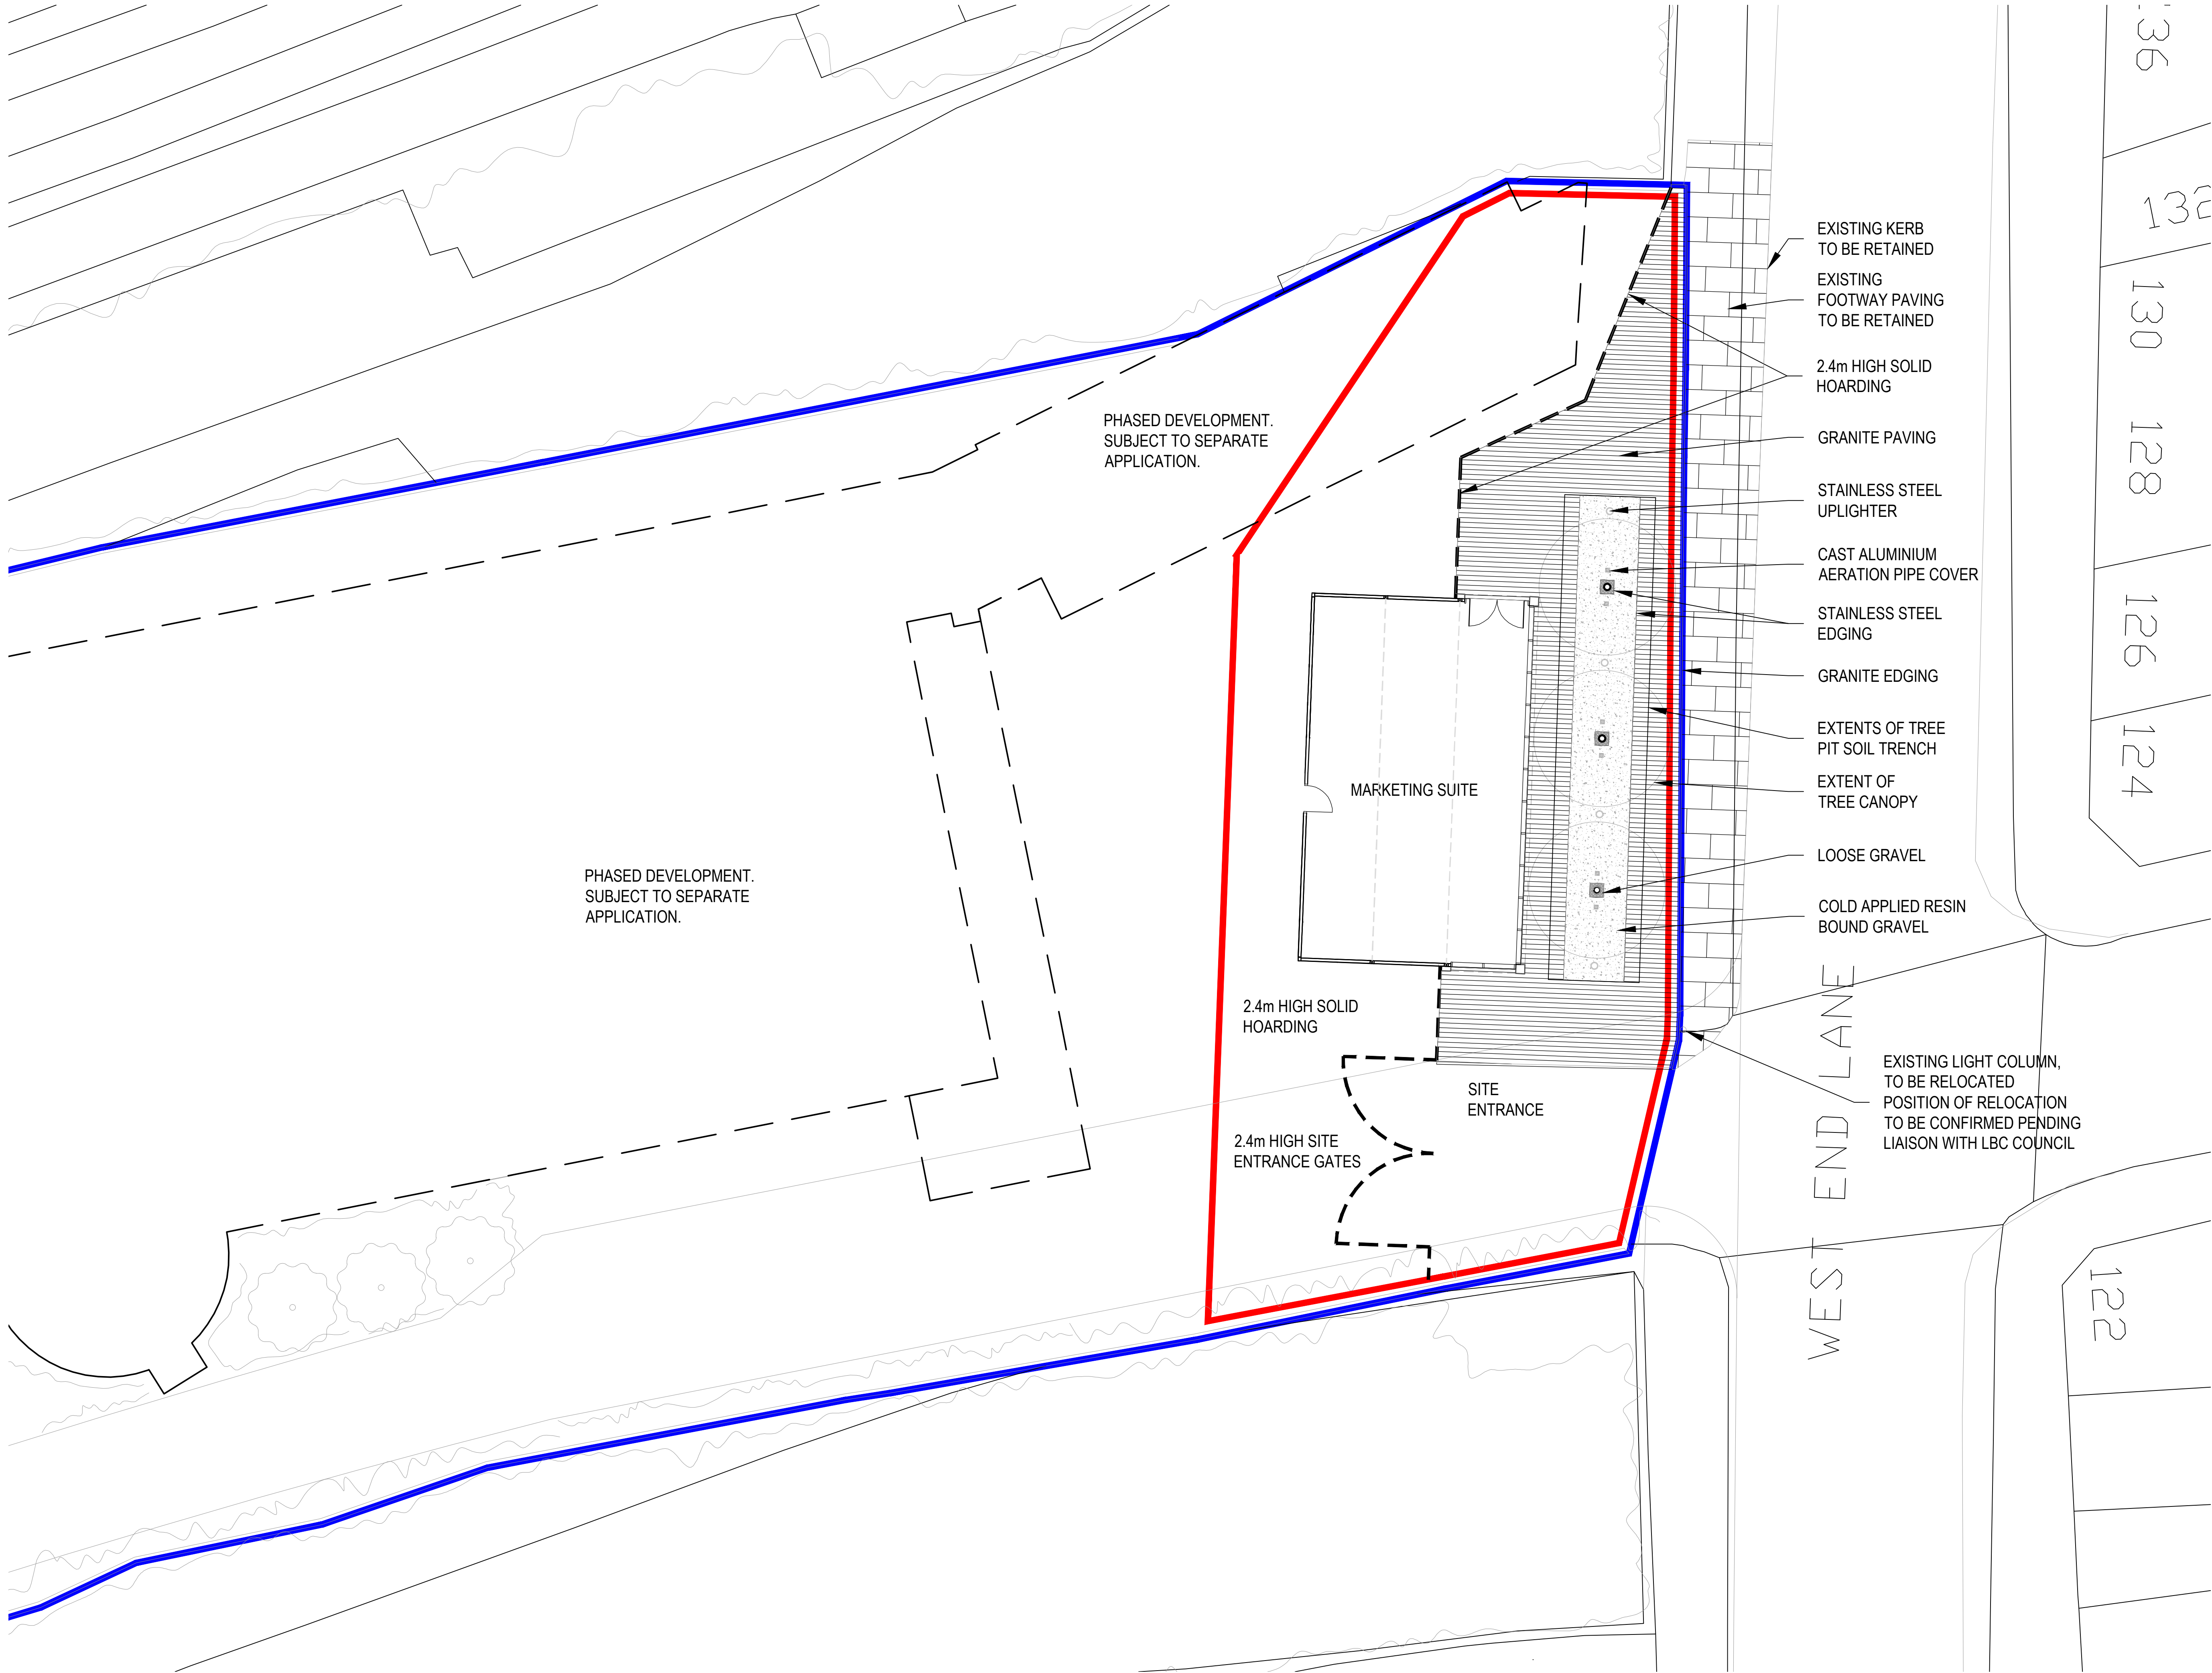 136
132
130
128
126
124
122
EXISTING KERB
TO BE RETAINED
EXISTING
FOOTWAY PAVING
TO BE RETAINED
2.4m HIGH SOLID
HOARDING
GRANITE PAVING
STAINLESS STEEL
UPLIGHTER
CAST ALUMINIUM
AERATION PIPE COVER
STAINLESS STEEL
EDGING
GRANITE EDGING
EXTENTS OF TREE
PIT SOIL TRENCH
EXTENT OF
TREE CANOPY
LOOSE GRAVEL
COLD APPLIED RESIN
BOUND GRAVEL
EXISTING LIGHT COLUMN,
TO BE RELOCATED
POSITION OF RELOCATION
TO BE CONFIRMED PENDING
LIAISON WITH LBC COUNCIL
WEST END LANE
PHASED DEVELOPMENT.
SUBJECT TO SEPARATE
APPLICATION.
PHASED DEVELOPMENT.
SUBJECT TO SEPARATE
APPLICATION.
MARKETING SUITE
2.4m HIGH SOLID
HOARDING
SITE
ENTRANCE
2.4m HIGH SITE
ENTRANCE GATES